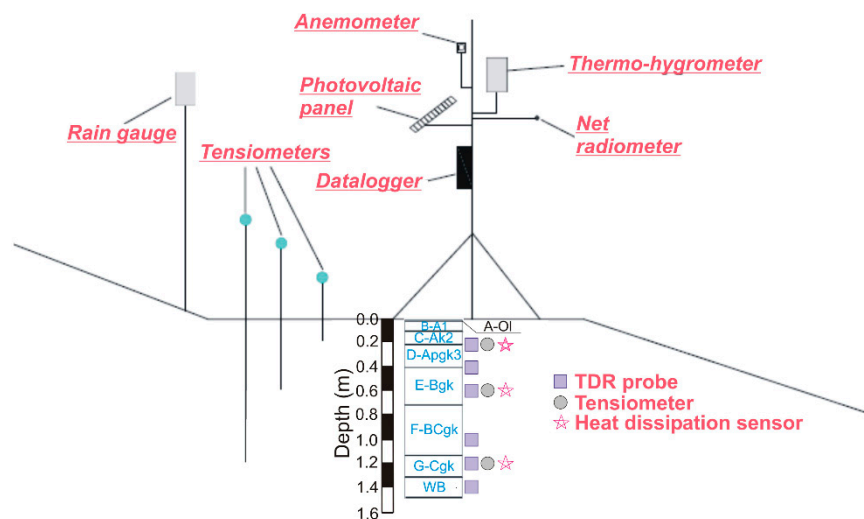 Anemometer
Thermo-hygrometer
Photovoltaic
panel
Rain gauge
Net
radiometer
Tensiometers
Datalogger
0.0
0.2
0.4
0.6
0.8
1.0
1.2
1.4
1.6
Depth (m)
B-A1
A-Ol
C-Ak2
D-Apgk3
E-Bgk
F-BCgk
G-Cgk
WB
TDR probe
Tensiometer
Heat dissipation sensor